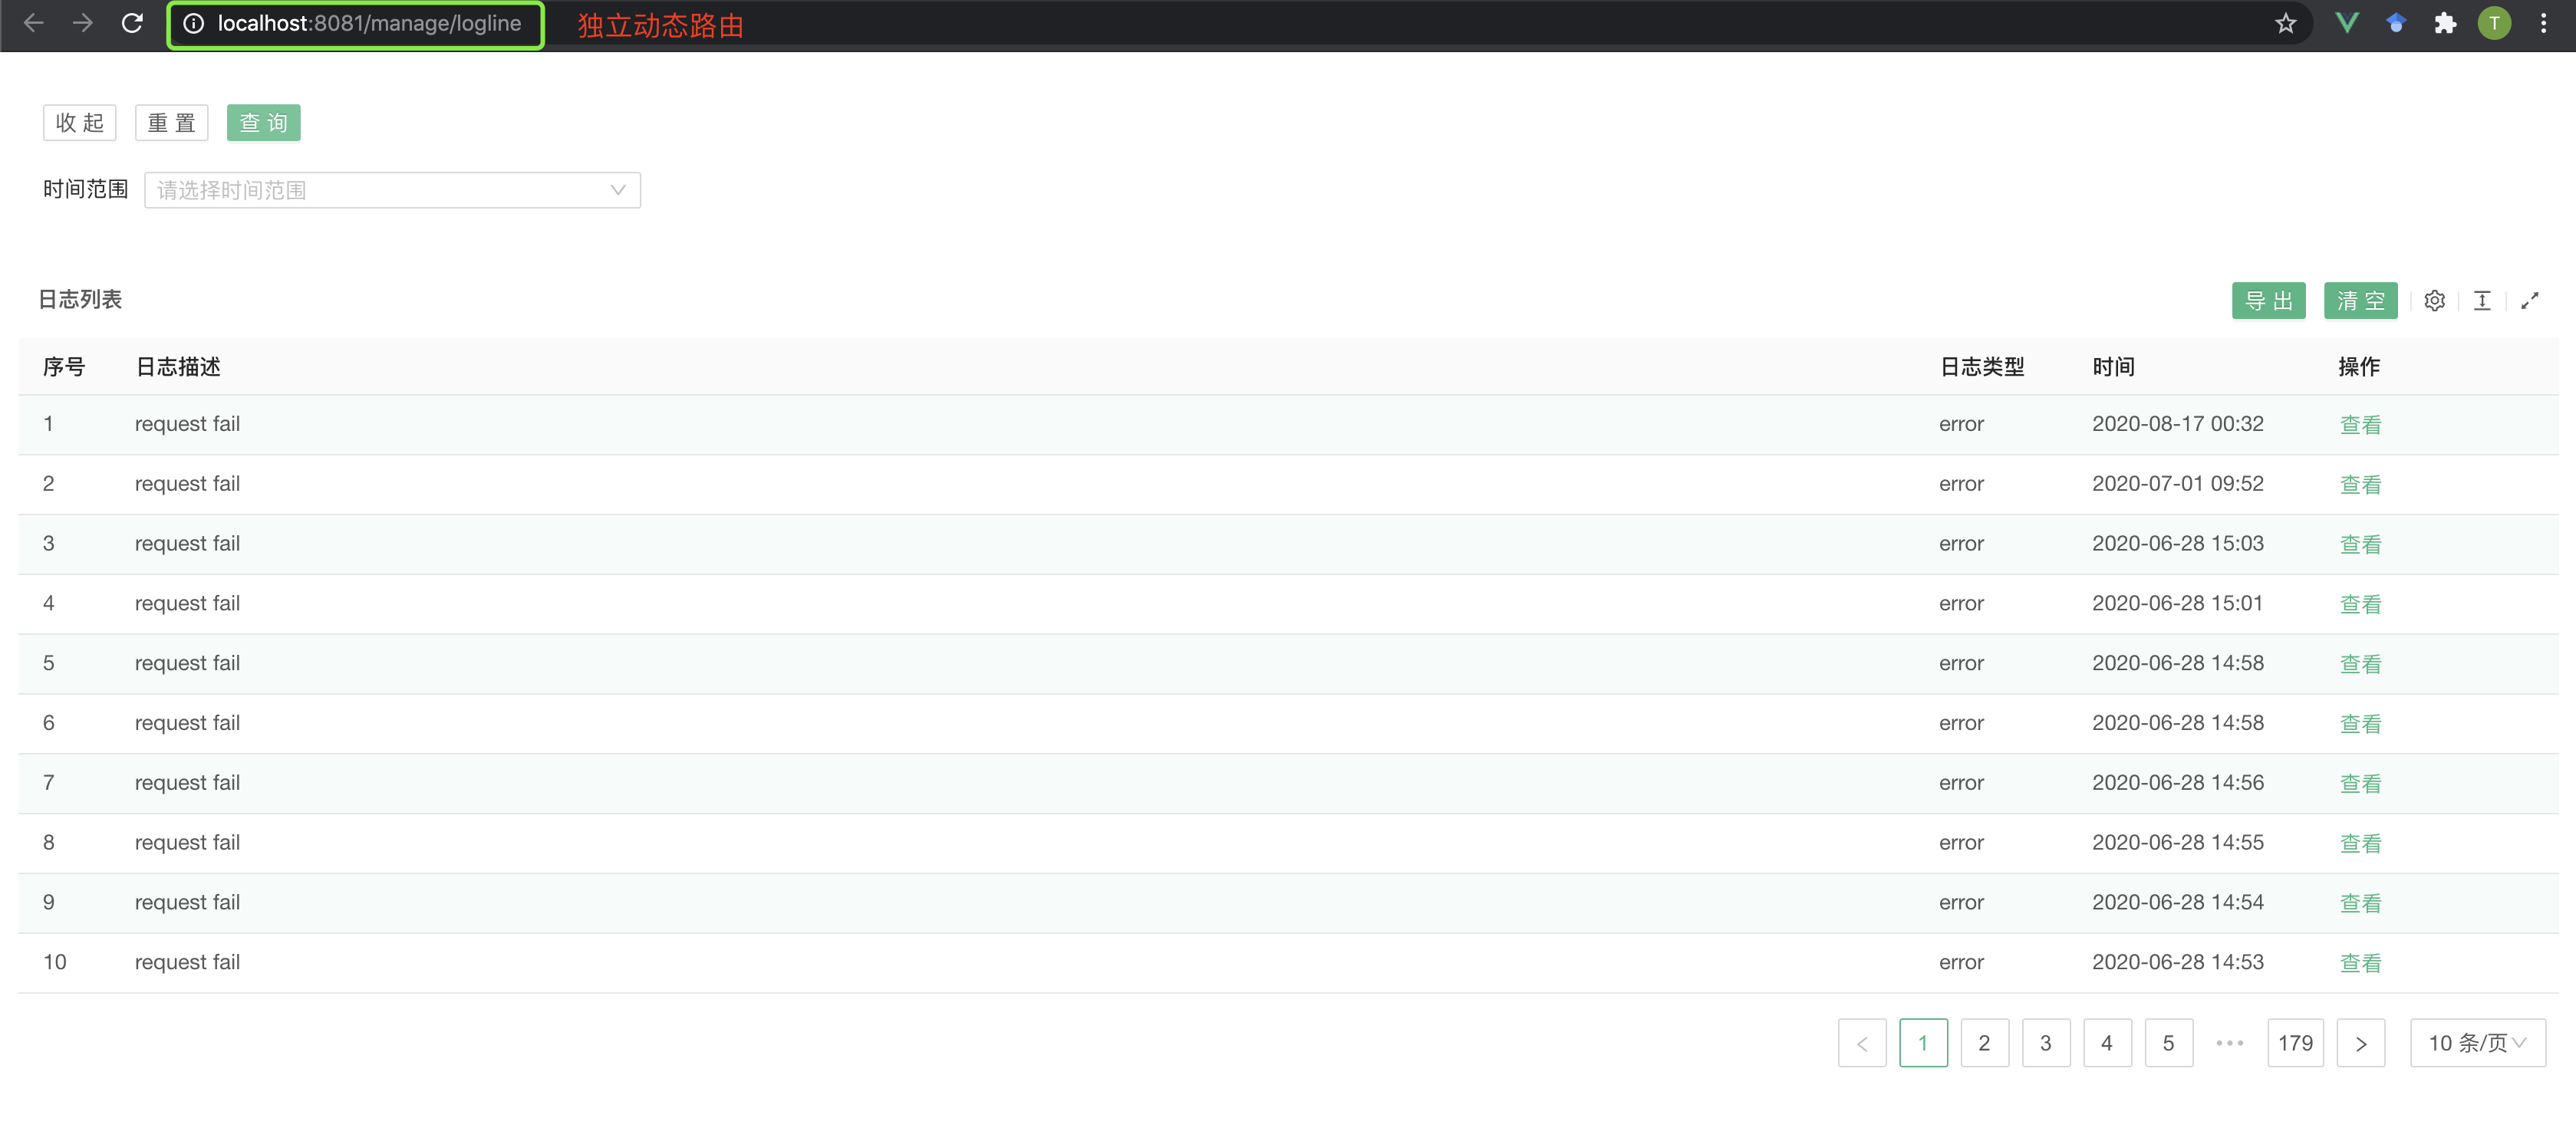 localhost:8081/manage/logline 独立动态路由 T
收起 重置 查询
时间范围 请选择时间范围
日志列表 导出 清空
序号 日志描述 日志类型 时间 操作
1 request fail error 2020-08-17 00:32 查看
2 request fail error 2020-07-01 09:52 查看
3 request fail error 2020-06-28 15:03 查看
4 request fail error 2020-06-28 15:01 查看
5 request fail error 2020-06-28 14:58 查看
6 request fail error 2020-06-28 14:58 查看
7 request fail error 2020-06-28 14:56 查看
8 request fail error 2020-06-28 14:55 查看
9 request fail error 2020-06-28 14:54 查看
10 request fail error 2020-06-28 14:53 查看
< 1 2 3 4 5 ••• 179 > 10 条/页